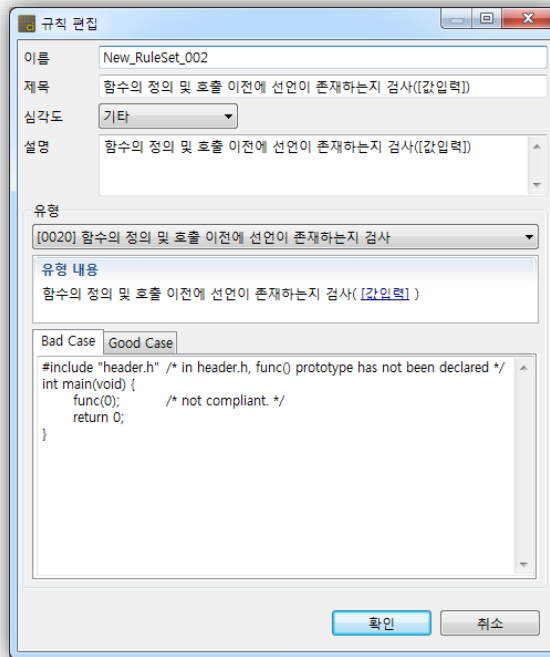 규칙 편집
이름 New_RuleSet_002
제목 함수의 정의 및 호출 이전에 선언이 존재하는지 검사([값입력])
심각도 기타
설명 함수의 정의 및 호출 이전에 선언이 존재하는지 검사([값입력])
유형
[0020] 함수의 정의 및 호출 이전에 선언이 존재하는지 검사
유형 내용
함수의 정의 및 호출 이전에 선언이 존재하는지 검사( [값입력] )
Bad Case Good Case
#include "header.h" /* in header.h, func() prototype has not been declared */
int main(void) {
func(0); /* not compliant. */
return 0;
}
확인 취소